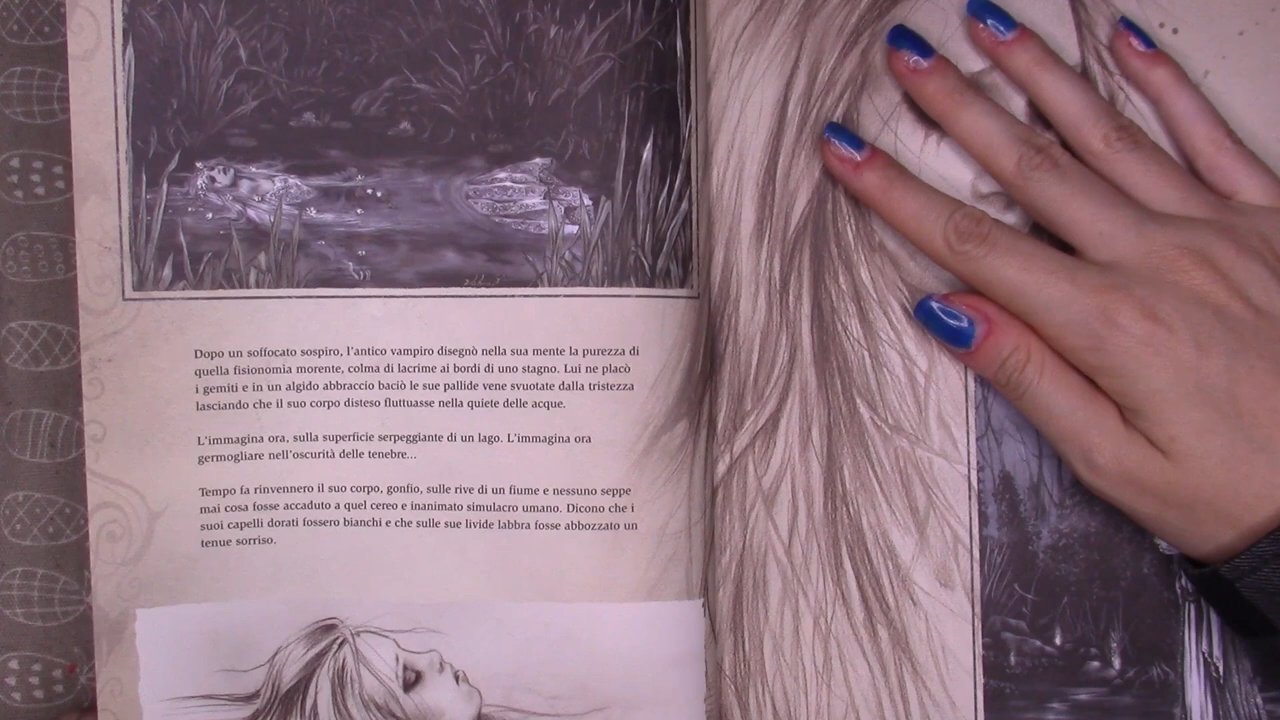 Dopo un soffocato sospiro, l'antico vampiro disegnò nella sua mente la purezza di
quella fisionomia morente, colma di lacrime ai bordi di uno stagno. Lui ne placò
i gemiti e in un algido abbraccio baciò le sue pallide vene svuotate dalla tristezza
lasciando che il suo corpo disteso fluttuasse nella quiete delle acque.
L'immagina ora, sulla superficie serpeggiante di un lago. L'immagina ora
germogliare nell'oscurità delle tenebre...
Tempo fa rinvennero il suo corpo, gonfio, sulle rive di un fiume e nessuno seppe
mai cosa fosse accaduto a quel cereo e inanimato simulacro umano. Dicono che i
suoi capelli dorati fossero bianchi e che sulle sue livide labbra fosse abbozzato un
tenue sorriso.